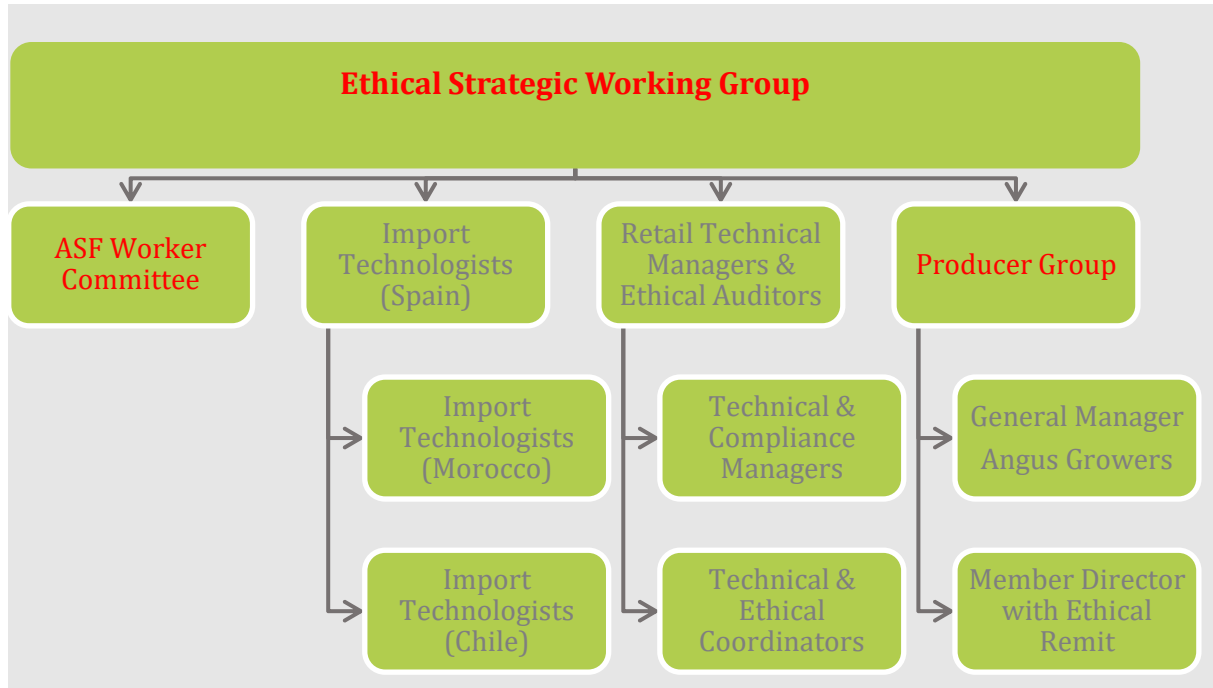 Ethical Strategic Working Group
ASF Worker
Committee
Import
Technologists
(Spain)
Retail Technical
Managers &
Ethical Auditors
Producer Group
Import
Technologists
(Morocco)
Technical &
Compliance
Managers
General Manager
Angus Growers
Import
Technologists
(Chile)
Technical &
Ethical
Coordinators
Member Director
with Ethical
Remit